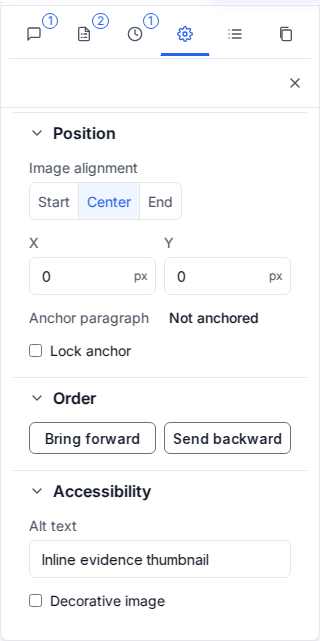 1 2 1
Position
Image alignment
Start Center End
X Y
0 px 0 px
Anchor paragraph Not anchored
Lock anchor
Order
Bring forward Send backward
Accessibility
Alt text
Inline evidence thumbnail
Decorative image